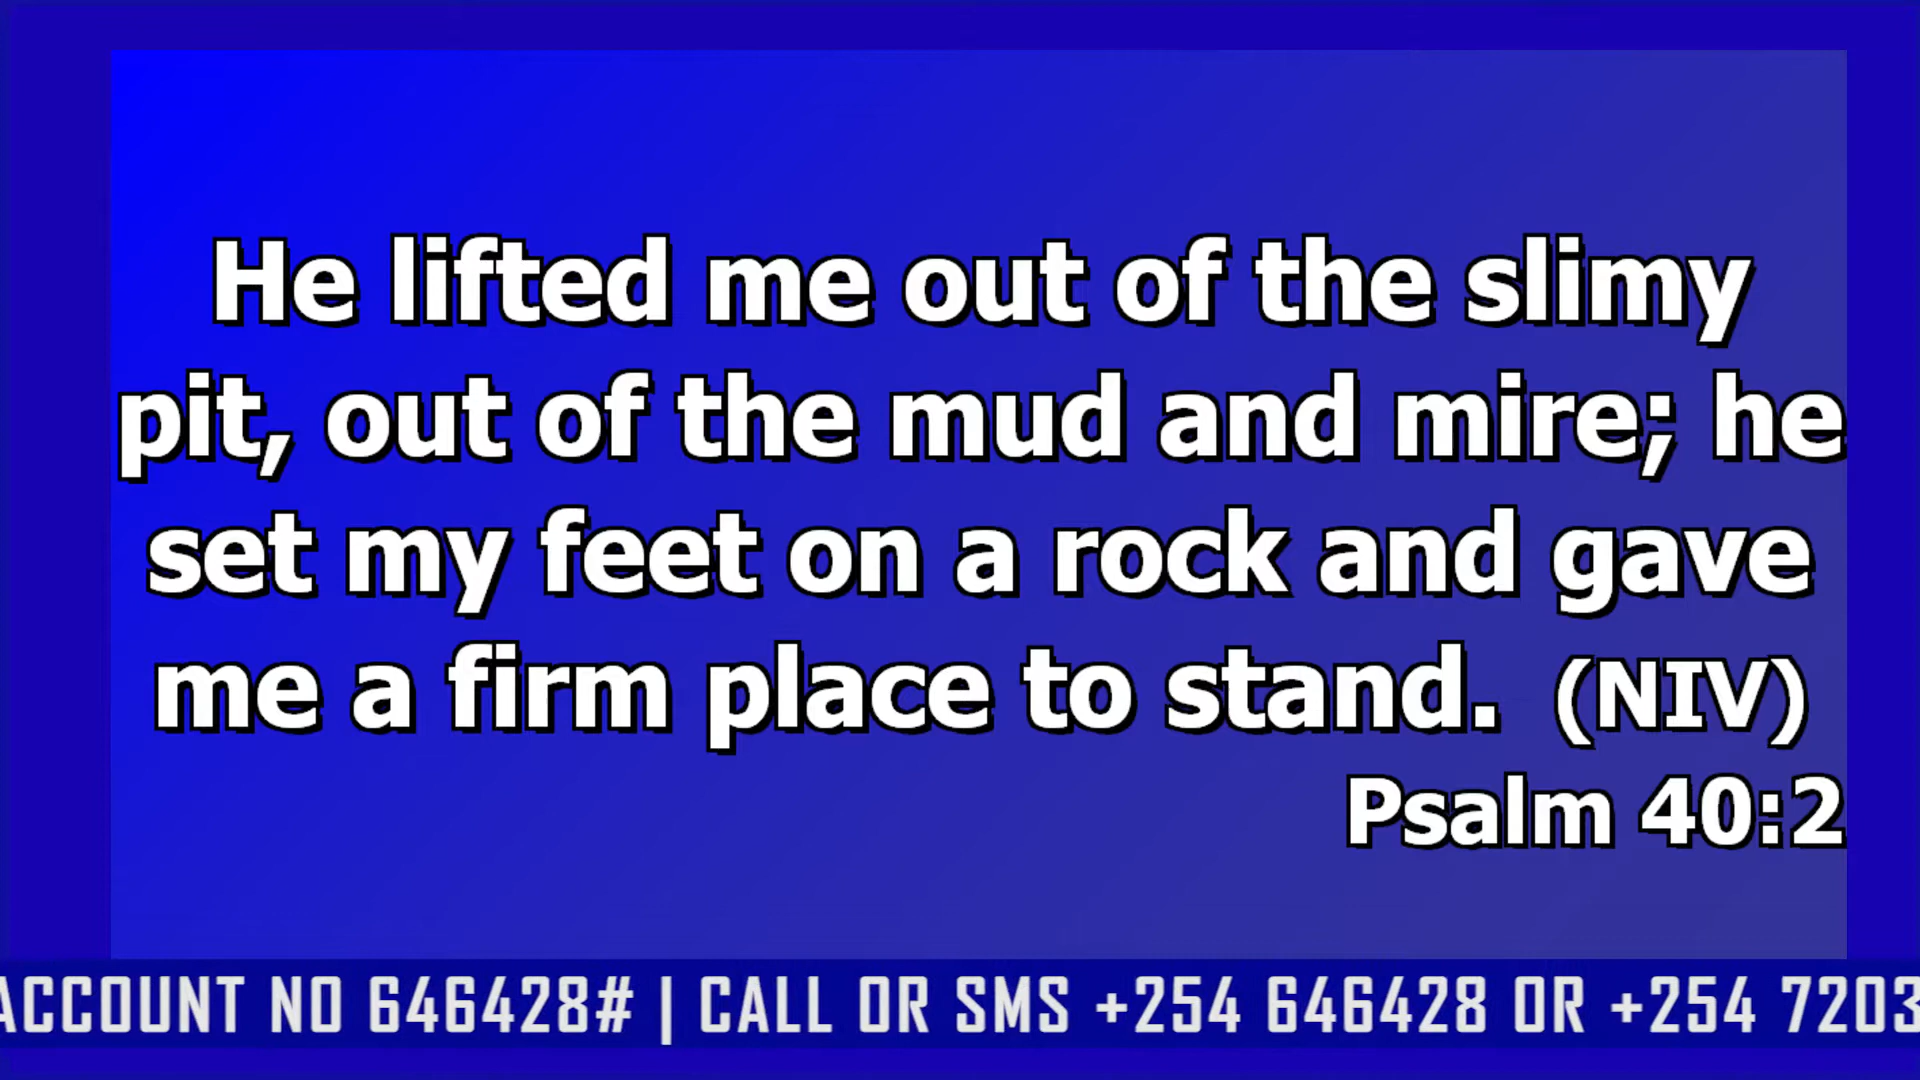 He lifted me out of the slimy
pit, out of the mud and mire; he
set my feet on a rock and gave
me a firm place to stand. (NIV)
Psalm 40:2
ACCOUNT NO 646428# | CALL OR SMS +254 646428 OR +254 7203